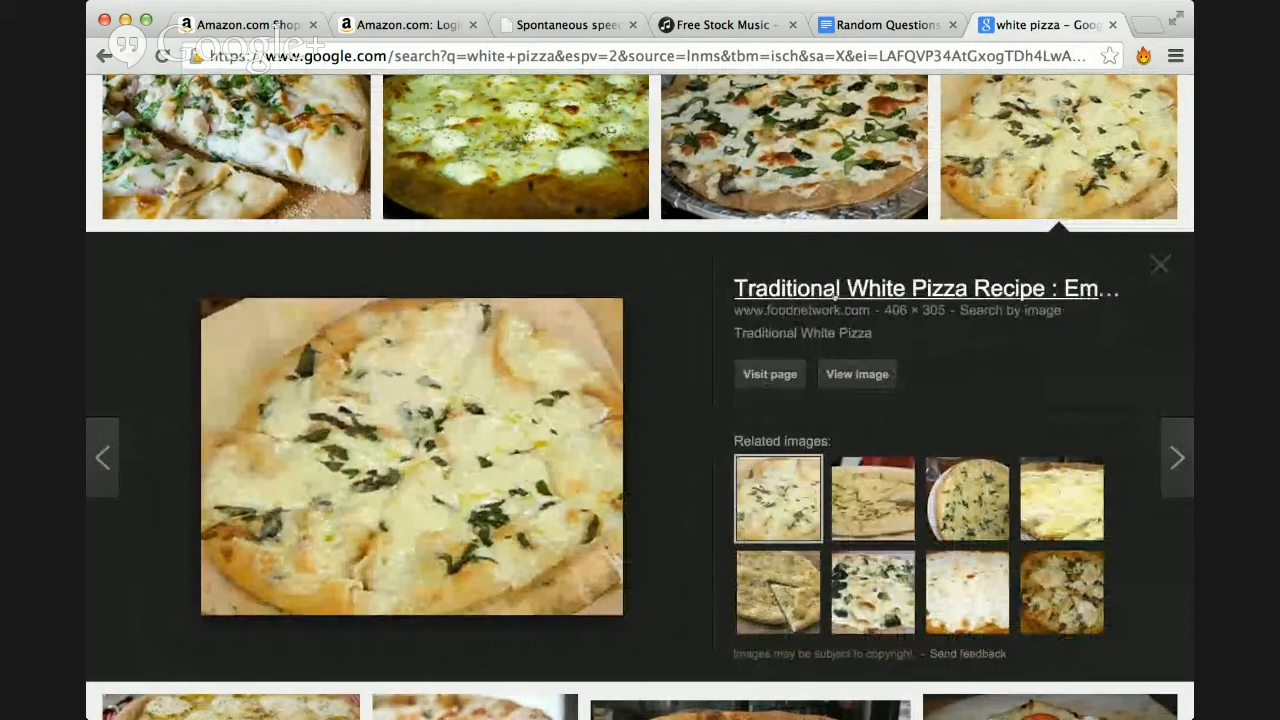 Amazon.com Shop
Amazon.com: Logi
Spontaneous spee
Free Stock Music –
Random Questions
white pizza – Goo
Google+
https://www.google.com/search?q=white+pizza&espv=2&source=lnms&tbm=isch&sa=X&ei=LAFQVP34AtGxogTDh4LwA...
Traditional White Pizza Recipe : Em...
www.foodnetwork.com - 406 × 305 - Search by image
Traditional White Pizza
Visit page
View image
Related images:
Images may be subject to copyright. - Send feedback